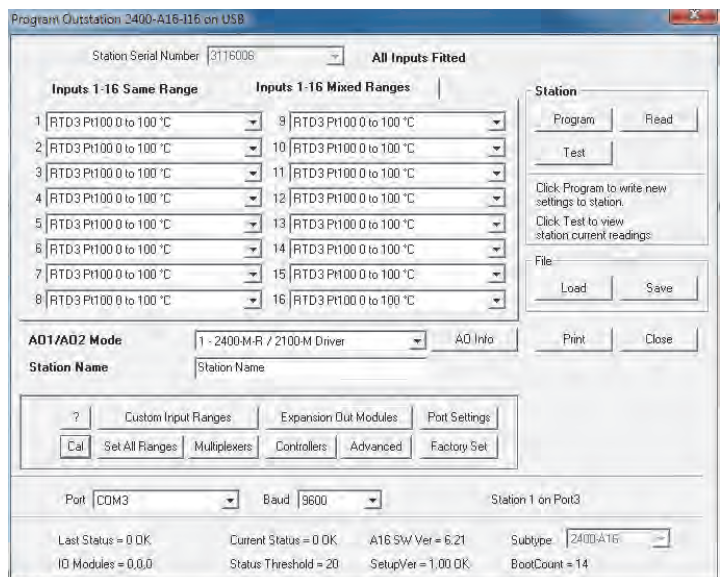 Program Outstation 2400-A16-I16 on USB
Station Serial Number 3116006 All Inputs Fitted
Inputs 1-16 Same Range Inputs 1-16 Mixed Ranges
1 RTD3 Pt100 0 to 100 °C 9 RTD3 Pt100 0 to 100 °C
2 RTD3 Pt100 0 to 100 °C 10 RTD3 Pt100 0 to 100 °C
3 RTD3 Pt100 0 to 100 °C 11 RTD3 Pt100 0 to 100 °C
4 RTD3 Pt100 0 to 100 °C 12 RTD3 Pt100 0 to 100 °C
5 RTD3 Pt100 0 to 100 °C 13 RTD3 Pt100 0 to 100 °C
6 RTD3 Pt100 0 to 100 °C 14 RTD3 Pt100 0 to 100 °C
7 RTD3 Pt100 0 to 100 °C 15 RTD3 Pt100 0 to 100 °C
8 RTD3 Pt100 0 to 100 °C 16 RTD3 Pt100 0 to 100 °C
Station
Program Read
Test
Click Program to write new
settings to station.
Click Test to view
station current readings
File
Load Save
AO1/AO2 Mode 1 - 2400-M-R / 2100-M Driver AO Info Print Close
Station Name Station Name
? Custom Input Ranges Expansion Out Modules Port Settings
Cal Set All Ranges Multiplexers Controllers Advanced Factory Set
Port COM3 Baud 9600 Station 1 on Port3
Last Status = 0 OK Current Status = 0 OK A16 SW Ver = 6.21 Subtype 2400-A16
IO Modules = 0,0,0 Status Threshold = 20 SetupVer = 1.00 OK BootCount = 14